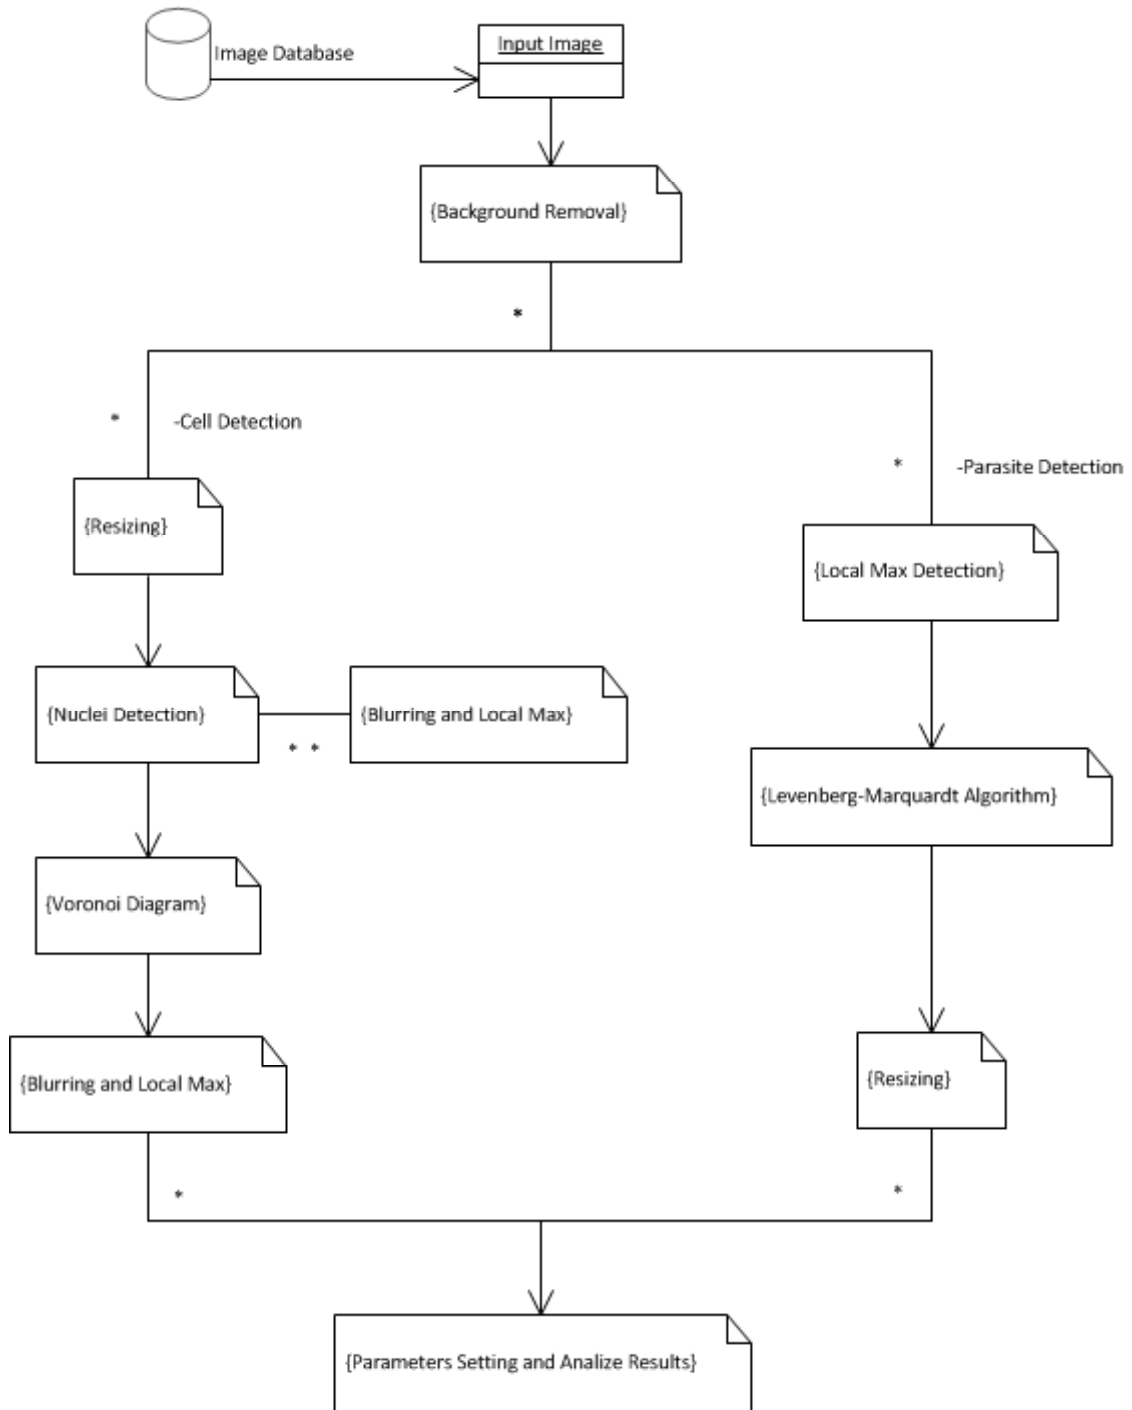 Image Database
Input Image
{Background Removal}
*
*
-Cell Detection
*
-Parasite Detection
{Resizing}
{Local Max Detection}
{Nuclei Detection}
* *
{Blurring and Local Max}
{Levenberg-Marquardt Algorithm}
{Voronoi Diagram}
{Blurring and Local Max}
{Resizing}
*
*
{Parameters Setting and Analize Results}